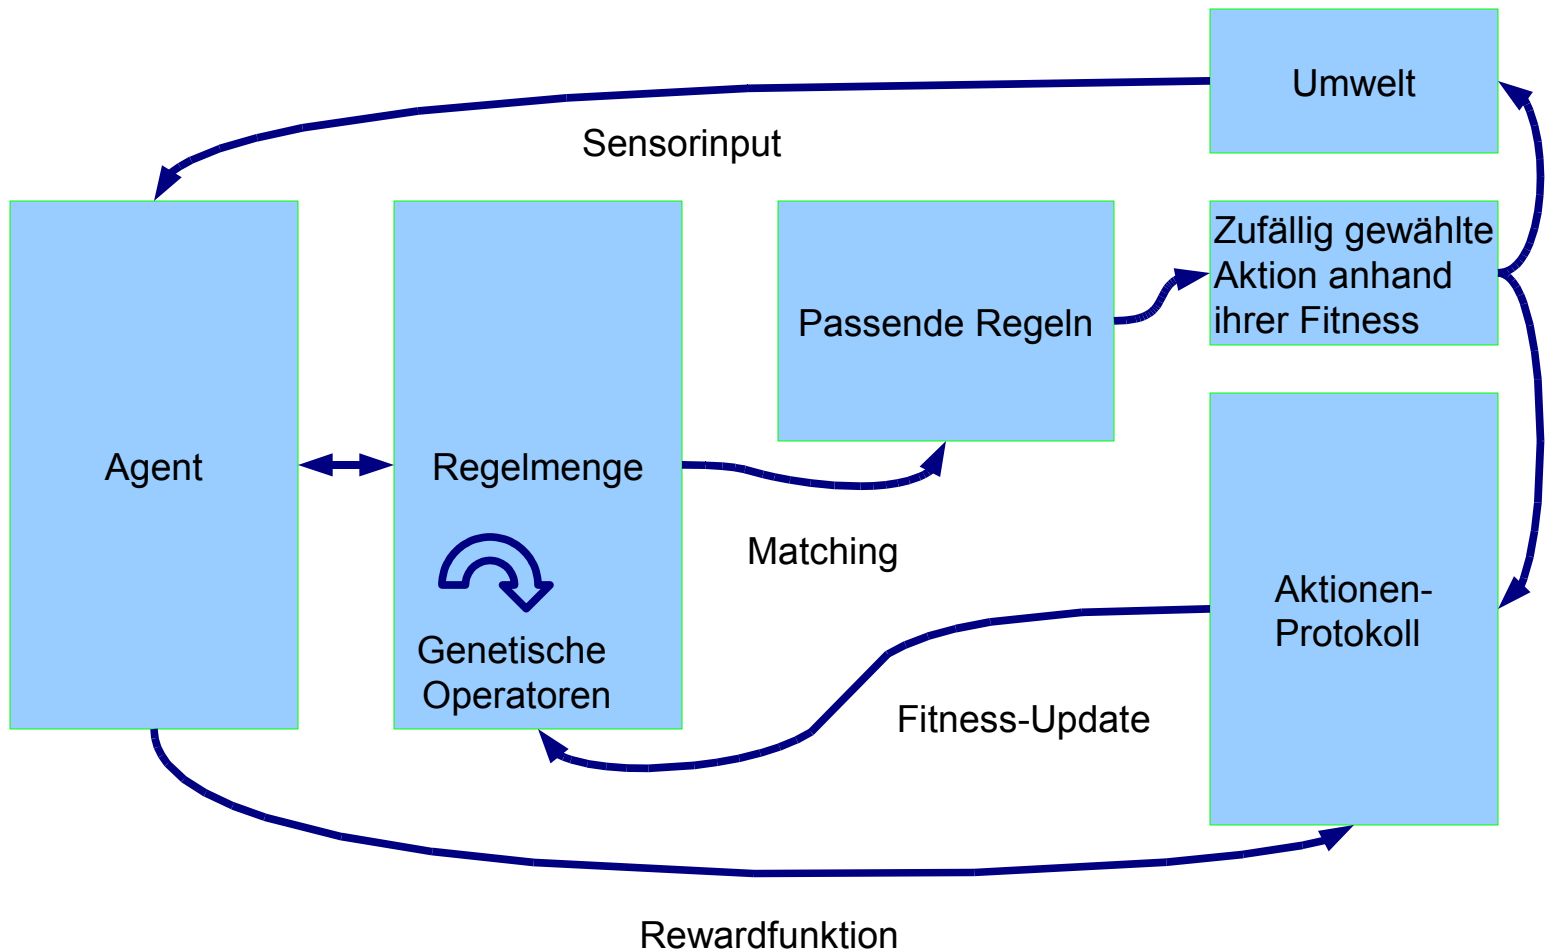 Umwelt
Sensorinput
Zufällig gewählte
Aktion anhand
ihrer Fitness
Passende Regeln
Agent
Regelmenge
Matching
Genetische
Operatoren
Aktionen-
Protokoll
Fitness-Update
Rewardfunktion